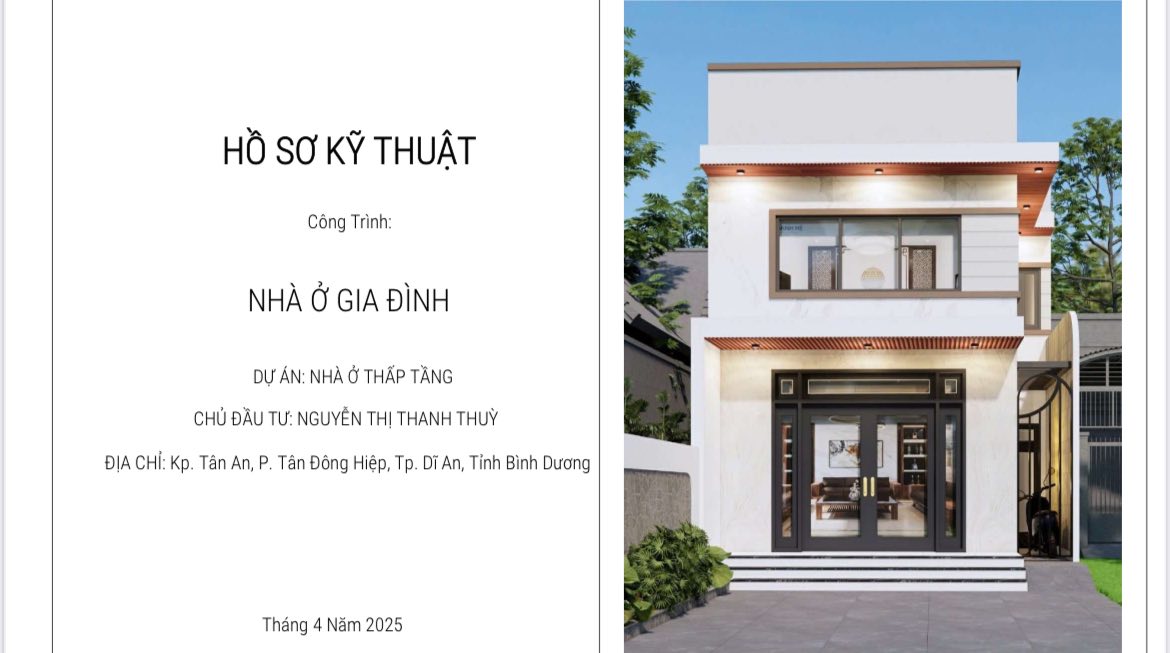 HỒ SƠ KỸ THUẬT
Công Trình:
NHÀ Ở GIA ĐÌNH
DỰ ÁN: NHÀ Ở THẤP TẦNG
CHỦ ĐẦU TƯ: NGUYỄN THỊ THANH THUỲ
ĐỊA CHỈ: Kp. Tân An, P. Tân Đông Hiệp, Tp. Dĩ An, Tỉnh Bình Dương
Tháng 4 Năm 2025